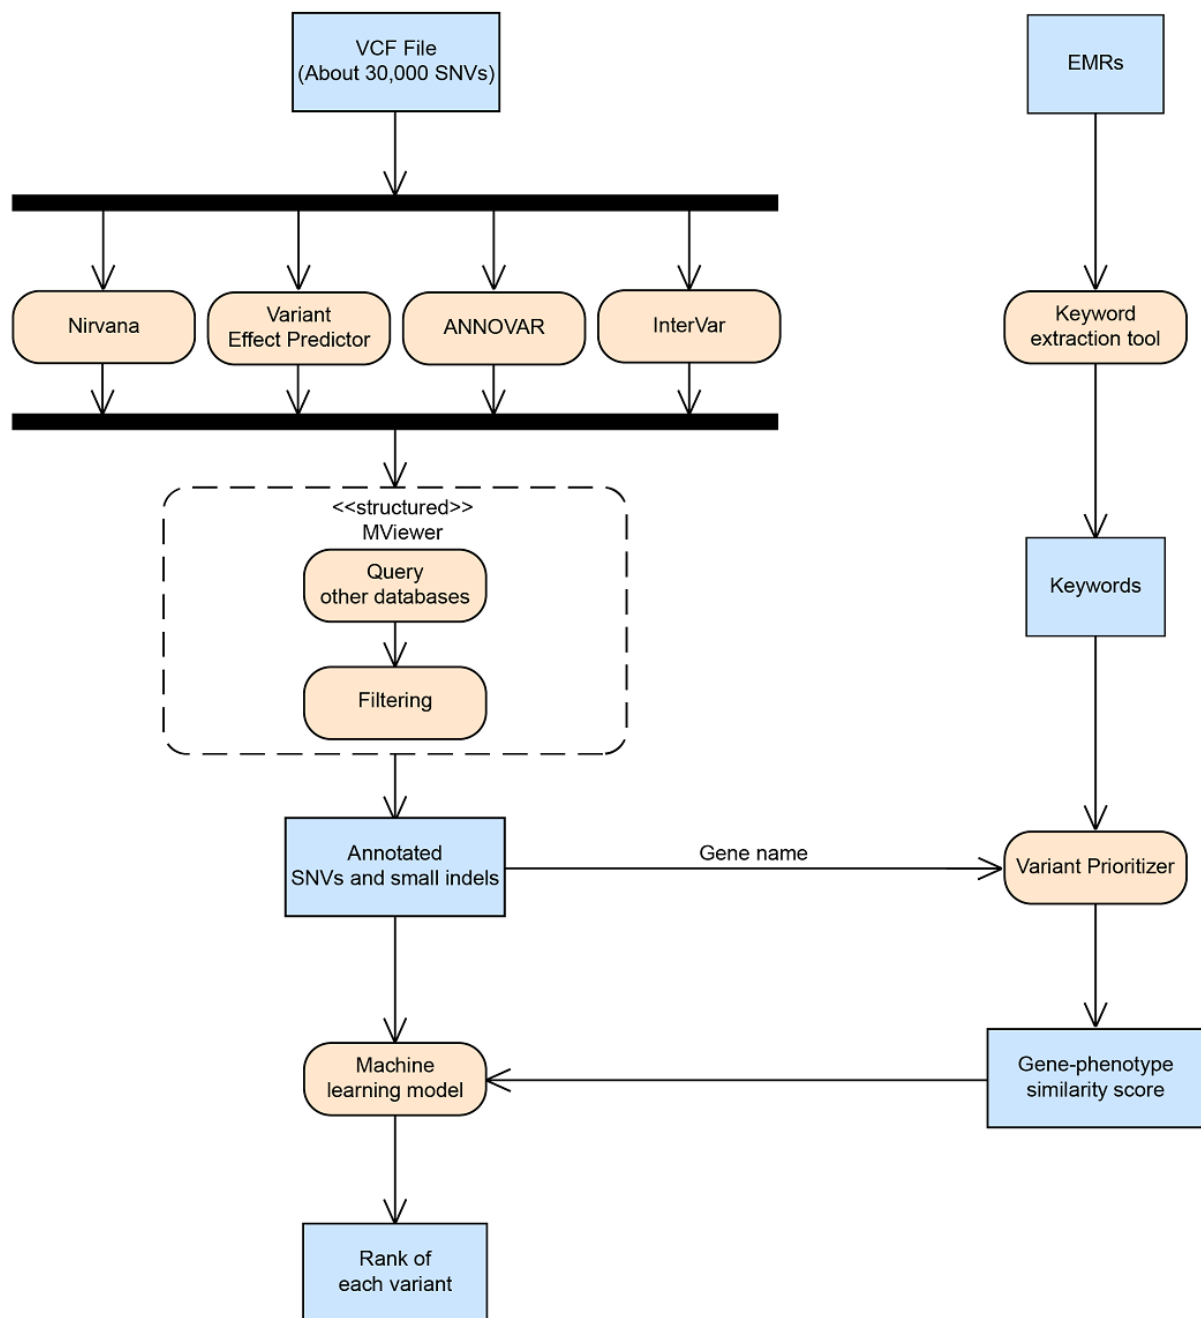 VCF File
(About 30,000 SNVs)
EMRs
Nirvana
Variant
Effect Predictor
ANNOVAR
InterVar
Keyword
extraction tool
<<structured>>
MViewer
Query
other databases
Filtering
Keywords
Annotated
SNVs and small indels
Gene name
Variant Prioritizer
Machine
learning model
Gene-phenotype
similarity score
Rank of
each variant